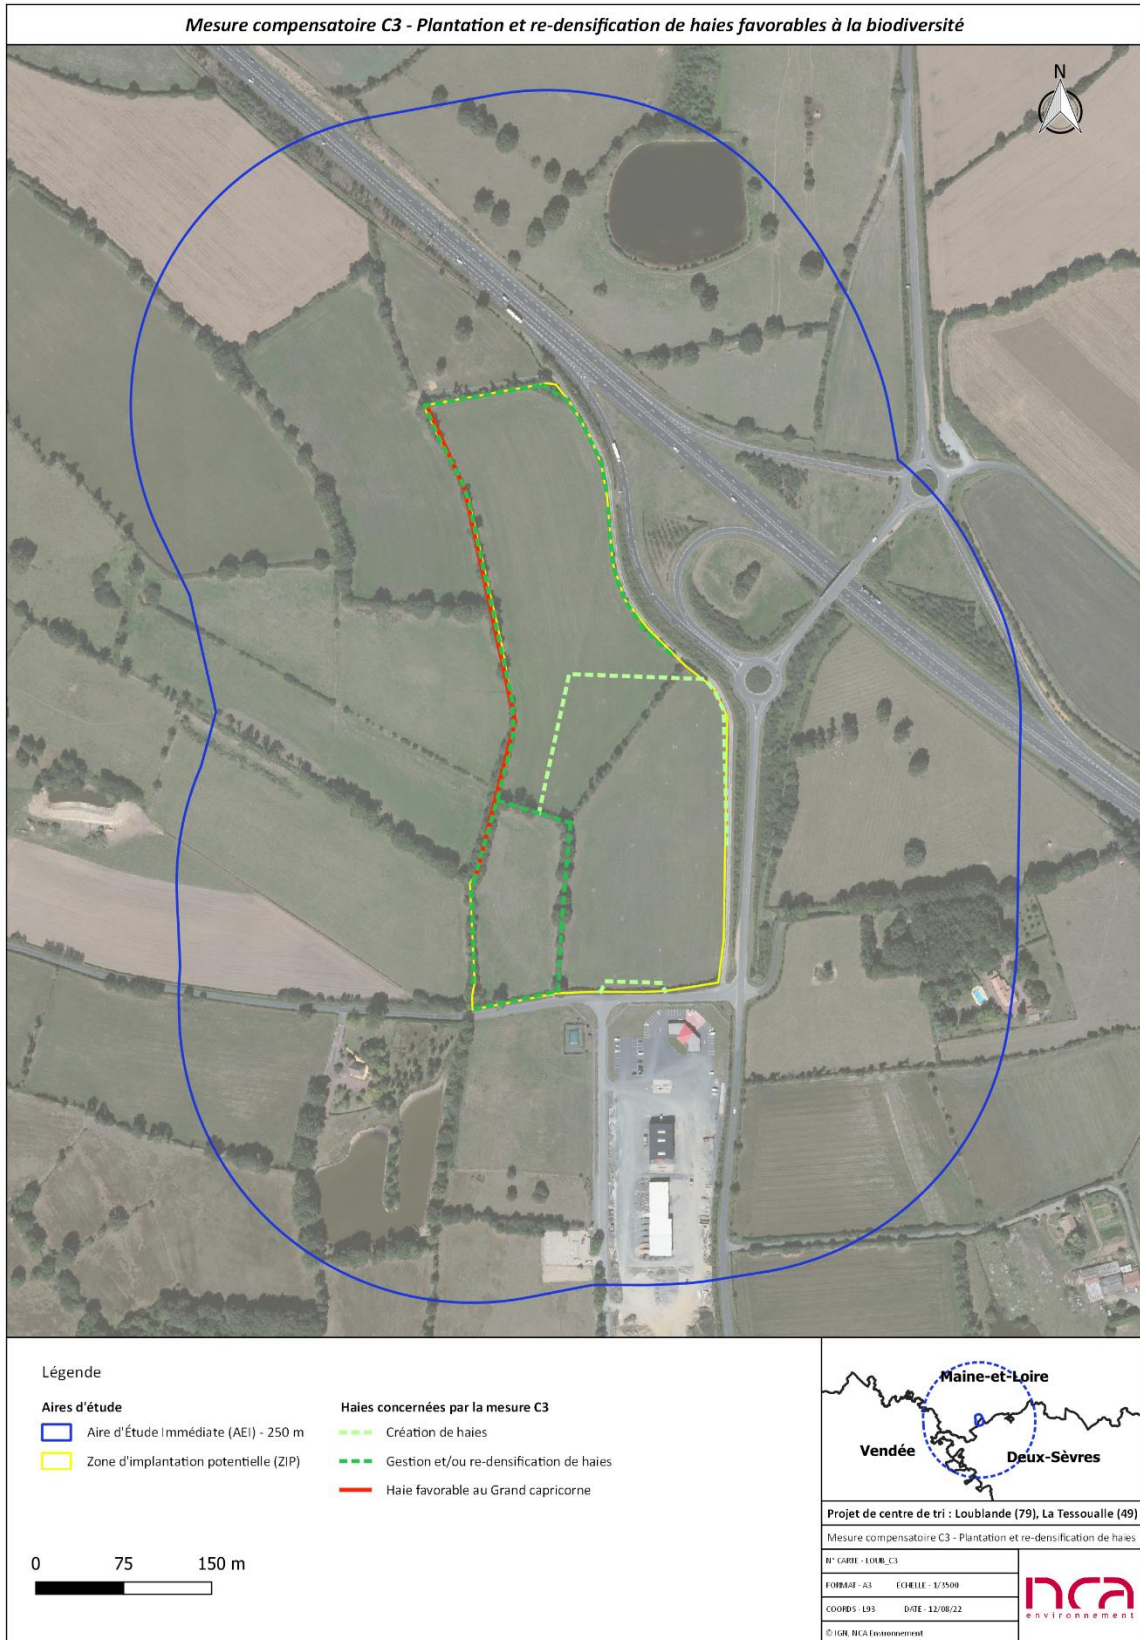 Mesure compensatoire C3 - Plantation et re-densification de haies favorables à la biodiversité
N
Légende
Aires d'étude
Aire d'Étude Immédiate (AEI) - 250 m
Zone d'implantation potentielle (ZIP)
Haies concernées par la mesure C3
Création de haies
Gestion et/ou re-densification de haies
Haie favorable au Grand capricorne
0 75 150 m
Maine-et-Loire
Vendée
Deux-Sèvres
Projet de centre de tri : Loublande (79), La Tessoualle (49)
Mesure compensatoire C3 - Plantation et re-densification de haies
N° CARTE - LOUB_C3
FORMAT - A3 ECHELLE - 1/3500
COORDS - L93 DATE - 12/08/22
© IGN, NCA Environnement
nca
environnement